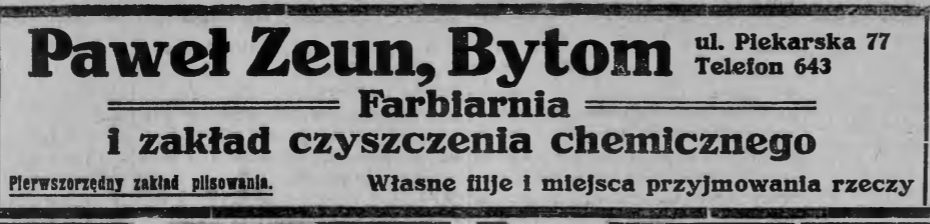 Paweł Zeun, Bytom
ul. Piekarska 77
Telefon 643
Farbiarnia
i zakład czyszczenia chemicznego
Pierwszorzędny zakład plisowania.
Własne filje i miejsca przyjmowania rzeczy